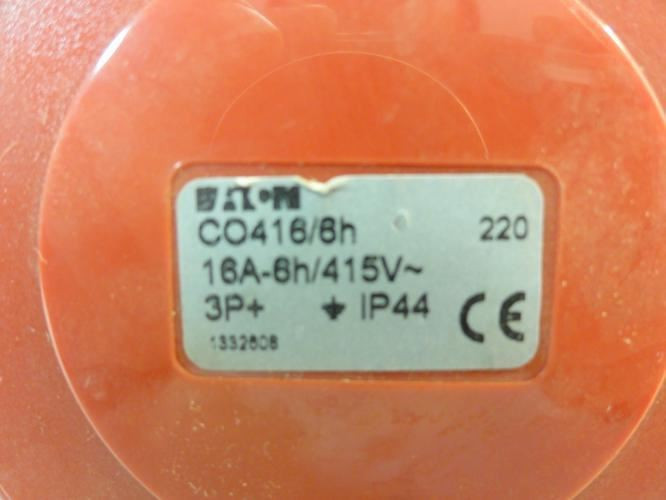 EATON
CO416/6h 220
16A-6h/415V~
3P+ ⏚ IP44 CE
1332608